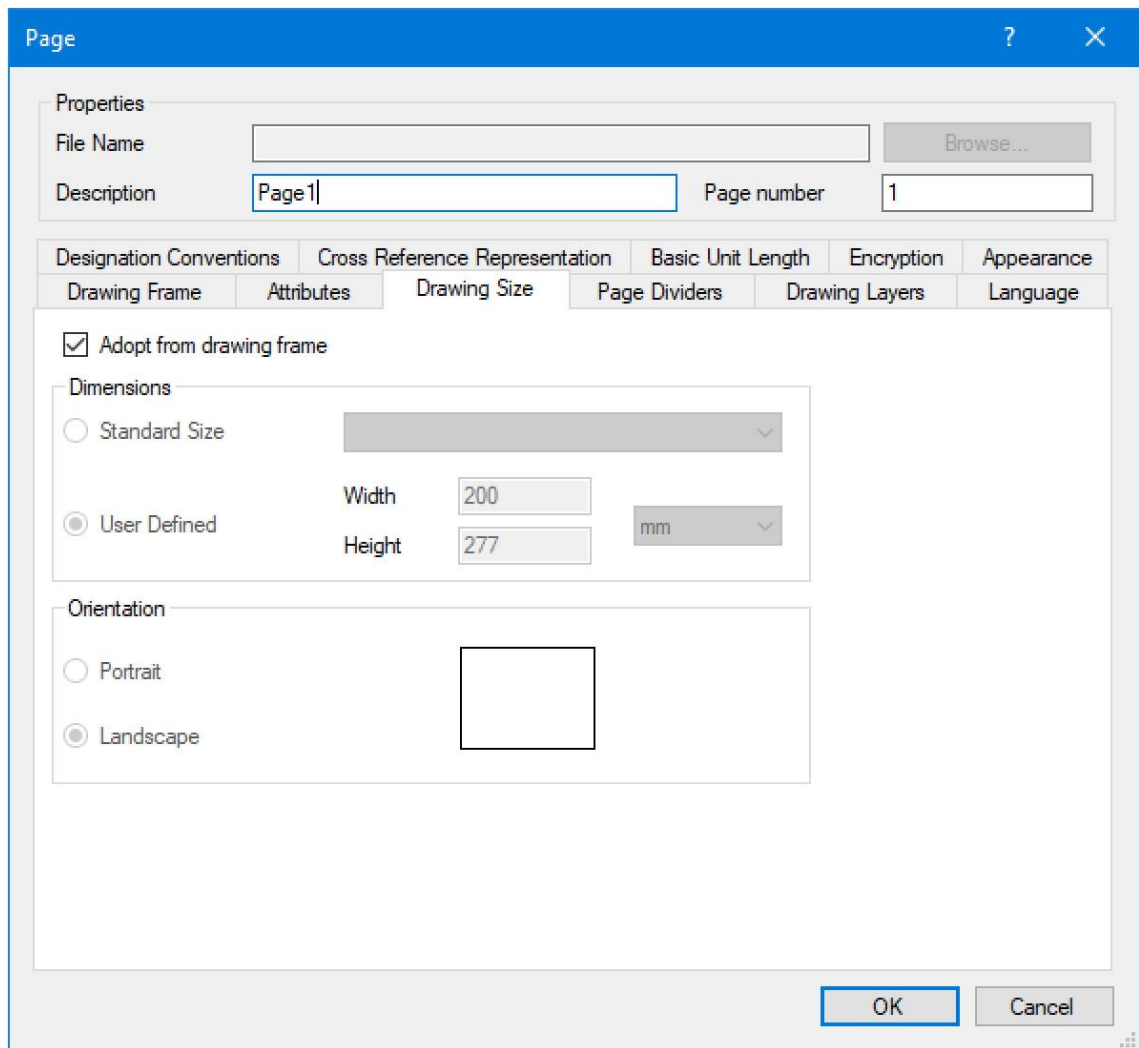 Page ?
Properties
File Name Browse...
Description Page1 Page number 1
Designation Conventions Cross Reference Representation Basic Unit Length Encryption Appearance
Drawing Frame Attributes Drawing Size Page Dividers Drawing Layers Language
Adopt from drawing frame
Dimensions
Standard Size
Width 200
User Defined mm
Height 277
Orientation
Portrait
Landscape
OK Cancel